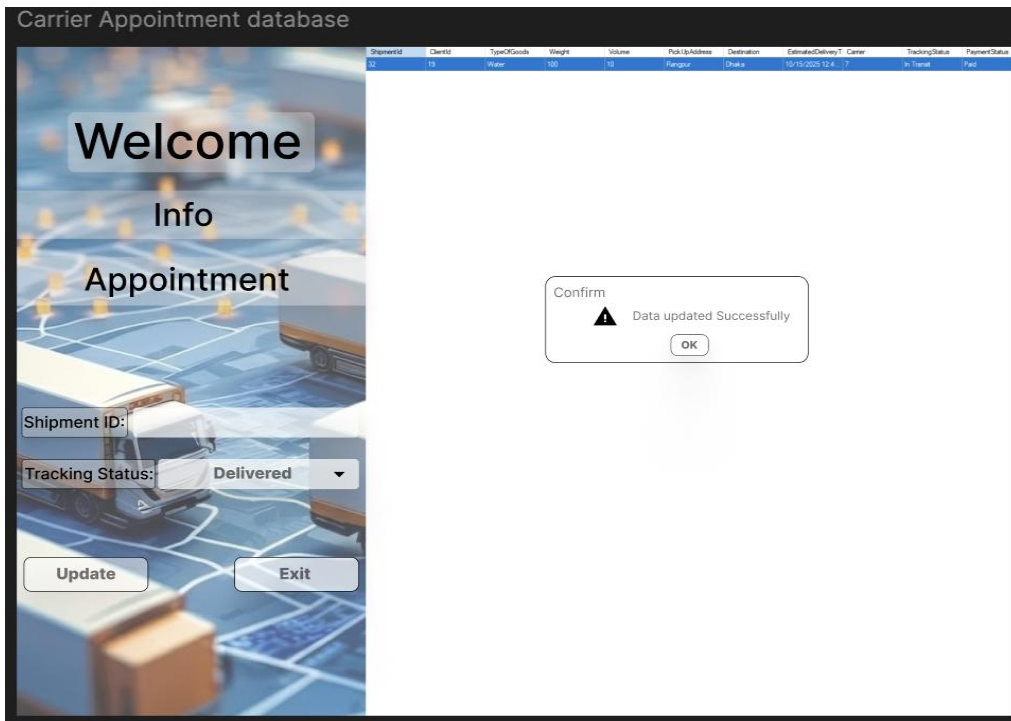 Carrier Appointment database
ShipmentId ClientId TypeOfGoods Weight Volume PickUpAddress Destination EstimatedDeliveryT Carrier TrackingStatus PaymentStatus
32 19 Water 100 10 Rangpur Dhaka 10/15/2025 12:4... 7 In Transit Paid
Welcome
Info
Appointment
Confirm
Data updated Successfully
OK
Shipment ID:
Tracking Status: Delivered
Update Exit